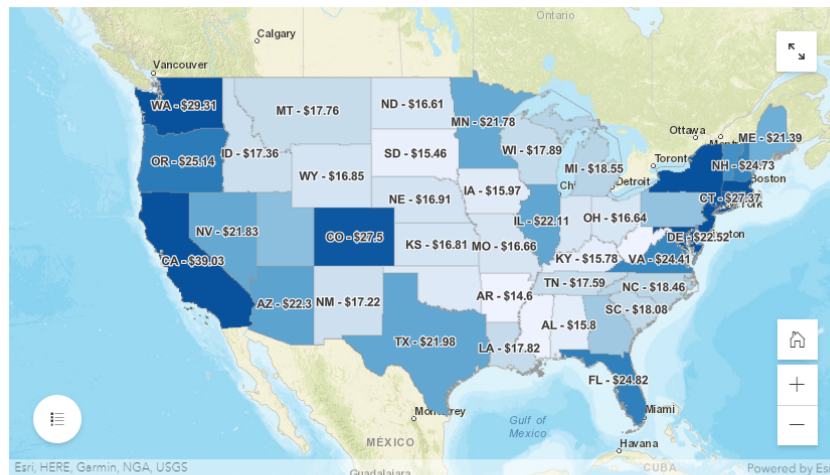 Ontario
Calgary
Vancouver
WA - $29.31
MT - $17.76
ND - $16.61
MN - $21.78
Ottawa
ME - $21.39
OR - $25.14
ID - $17.36
SD - $15.46
WI - $17.89
Toronto
NH - $24.73
MI - $18.55
Boston
WY - $16.85
Detroit
IA - $15.97
CT - $27.37
NE - $16.91
NV - $21.83
IL - $22.11
OH - $16.64
CO - $27.5
DE - $22.52
CA - $39.03
KS - $16.81
MO - $16.66
KY - $15.78
VA - $24.41
TN - $17.59
NC - $18.46
AZ - $22.3
NM - $17.22
AR - $14.6
SC - $18.08
AL - $15.8
TX - $21.98
LA - $17.82
FL - $24.82
Miami
Gulf of
Mexico
MÉXICO
Havana
CUBA
Esri, HERE, Garmin, NGA, USGS
Powered by Esri